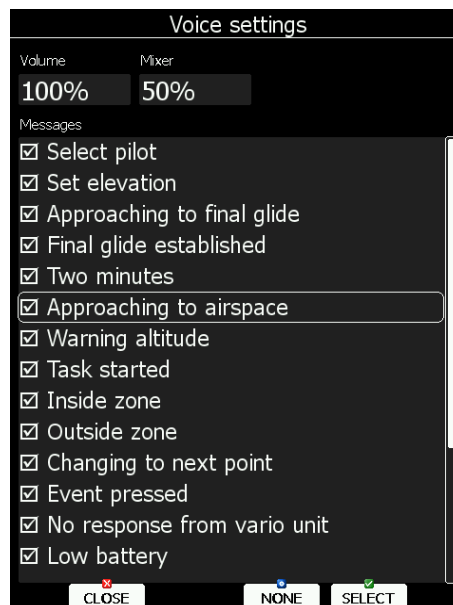 Voice settings
Volume Mixer
100% 50%
Messages
Select pilot
Set elevation
Approaching to final glide
Final glide established
Two minutes
Approaching to airspace
Warning altitude
Task started
Inside zone
Outside zone
Changing to next point
Event pressed
No response from vario unit
Low battery
CLOSE NONE SELECT